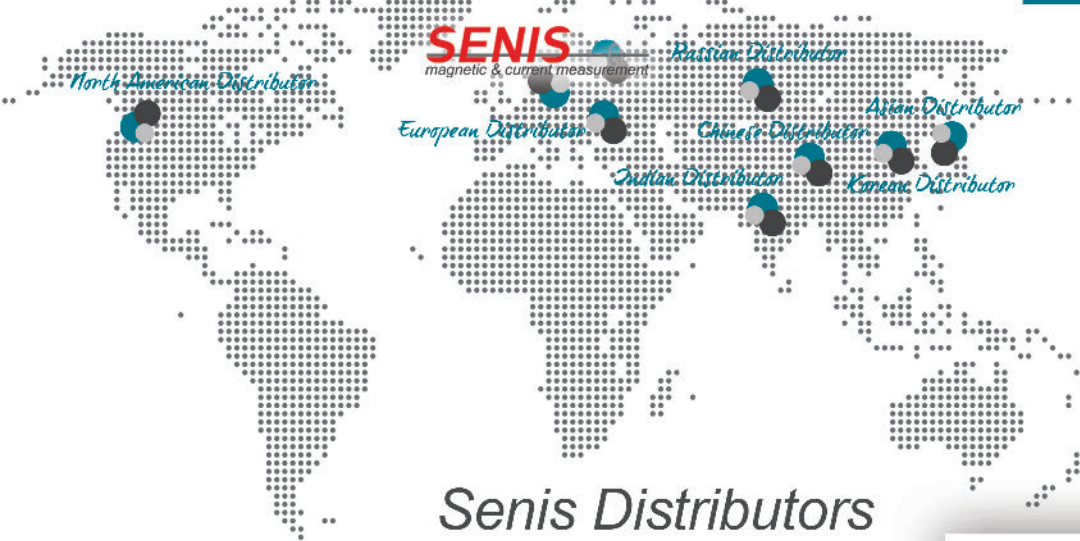 SENIS
magnetic & current measurement
Russian Distributor
North American Distributor
Asian Distributor
European Distributor
Chinese Distributor
Indian Distributor
Korean Distributor
Senis Distributors